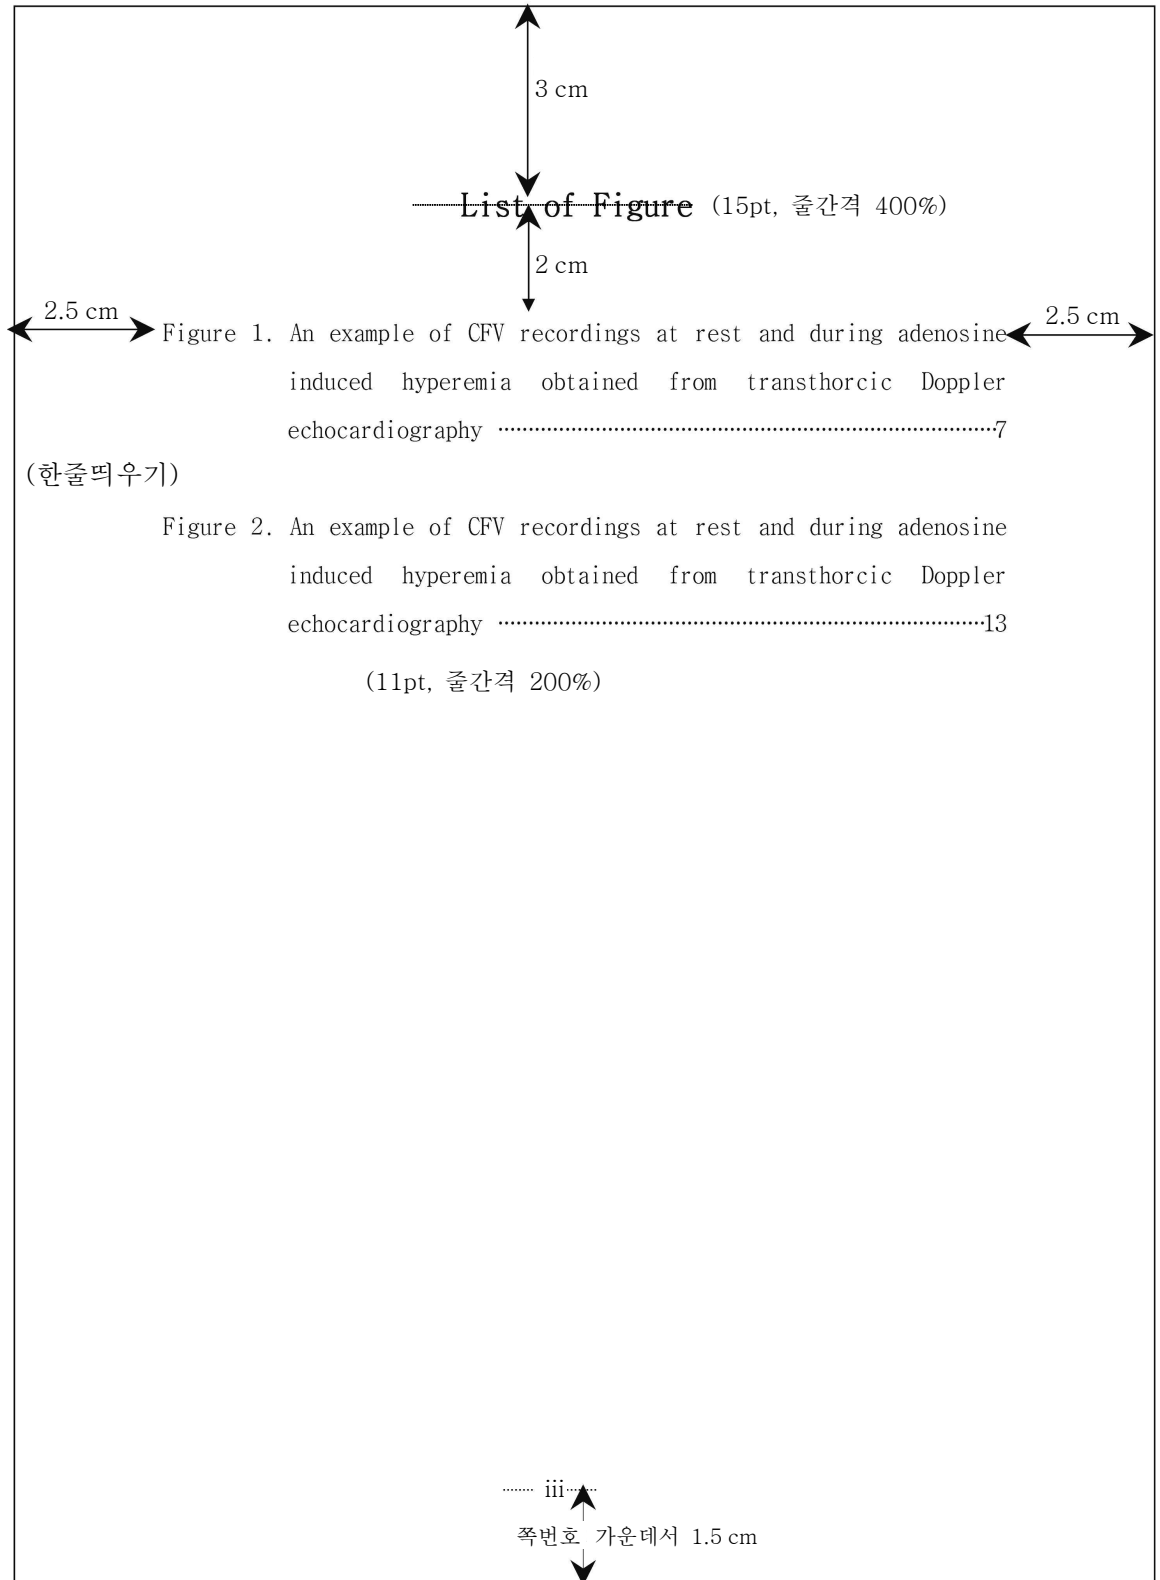 3 cm
List of Figure (15pt, 줄간격 400%)
2 cm
2.5 cm
2.5 cm
Figure 1. An example of CFV recordings at rest and during adenosine
induced hyperemia obtained from transthorcic Doppler
echocardiography ································································7
(한줄띄우기)
Figure 2. An example of CFV recordings at rest and during adenosine
induced hyperemia obtained from transthorcic Doppler
echocardiography ······························································13
(11pt, 줄간격 200%)
iii
쪽번호 가운데서 1.5 cm